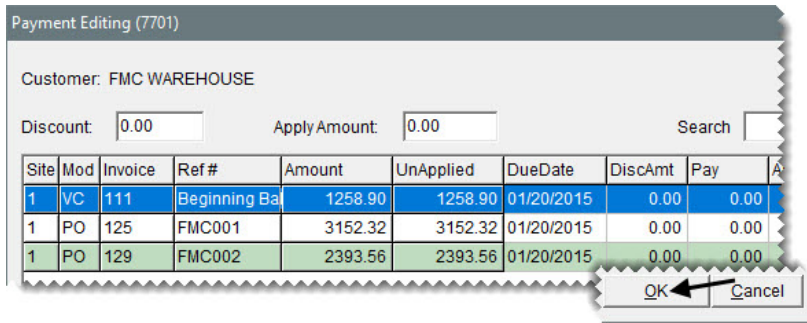 Payment Editing (7701)
Customer: FMC WAREHOUSE
Discount: 0.00 Apply Amount: 0.00 Search
Site Mod Invoice Ref # Amount UnApplied DueDate DiscAmt Pay A
1 VC 111 Beginning Bal 1258.90 1258.90 01/20/2015 0.00 0.00
1 PO 125 FMC001 3152.32 3152.32 01/20/2015 0.00 0.00
1 PO 129 FMC002 2393.56 2393.56 01/20/2015 0.00 0.00
OK Cancel